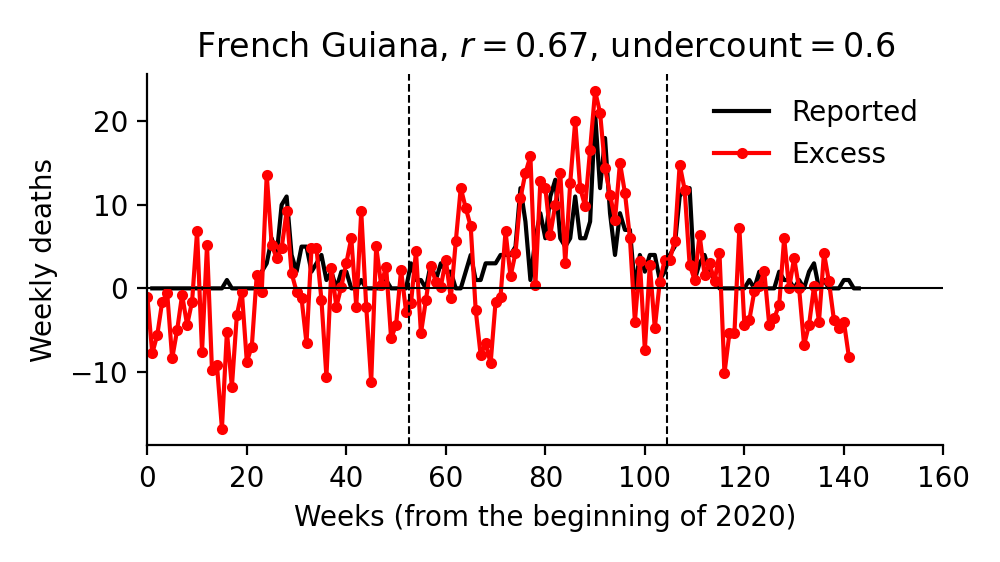 French Guiana, r = 0.67, undercount = 0.6
Weekly deaths
20
10
0
−10
Reported
Excess
0 20 40 60 80 100 120 140 160
Weeks (from the beginning of 2020)